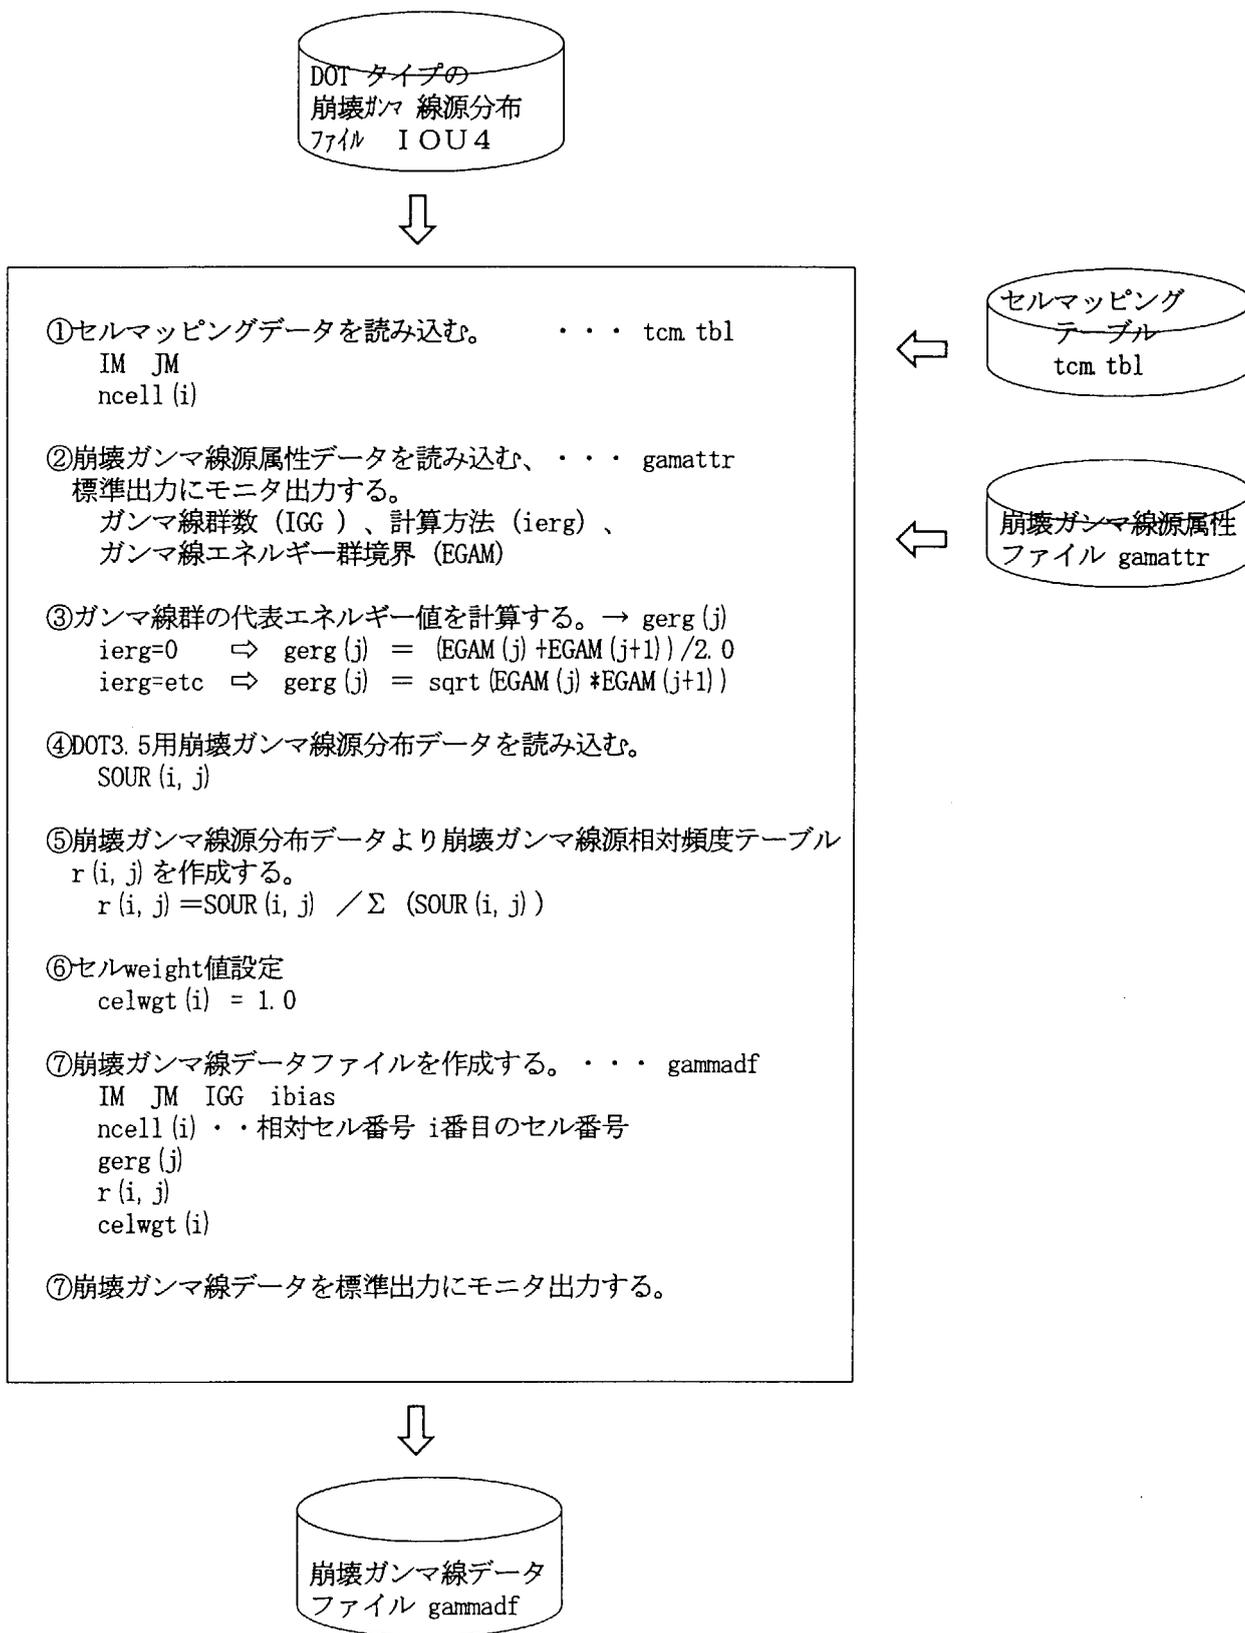 DOT タイプの
崩壊ガンマ 線源分布
ファイル ＩＯＵ４
①セルマッピングデータを読み込む。 ・・・ tcm.tbl
IM JM
ncell(i)
②崩壊ガンマ線源属性データを読み込む、・・・ gamattr
標準出力にモニタ出力する。
ガンマ線群数 (IGG )、計算方法 (ierg)、
ガンマ線エネルギー群境界 (EGAM)
③ガンマ線群の代表エネルギー値を計算する。→ gerg(j)
ierg=0 ⇨ gerg(j) = (EGAM(j)+EGAM(j+1))/2.0
ierg=etc ⇨ gerg(j) = sqrt(EGAM(j)*EGAM(j+1))
④DOT3.5用崩壊ガンマ線源分布データを読み込む。
SOUR(i, j)
⑤崩壊ガンマ線源分布データより崩壊ガンマ線源相対頻度テーブル
r(i, j)を作成する。
r(i, j)＝SOUR(i, j) ／Σ (SOUR(i, j))
⑥セルweight値設定
celwgt(i) = 1.0
⑦崩壊ガンマ線データファイルを作成する。・・・ gammadf
IM JM IGG ibias
ncell(i)・・相対セル番号 i番目のセル番号
gerg(j)
r(i, j)
celwgt(i)
⑦崩壊ガンマ線データを標準出力にモニタ出力する。
セルマッピング
テーブル
tcm.tbl
崩壊ガンマ線源属性
ファイル gamattr
崩壊ガンマ線データ
ファイル gammadf